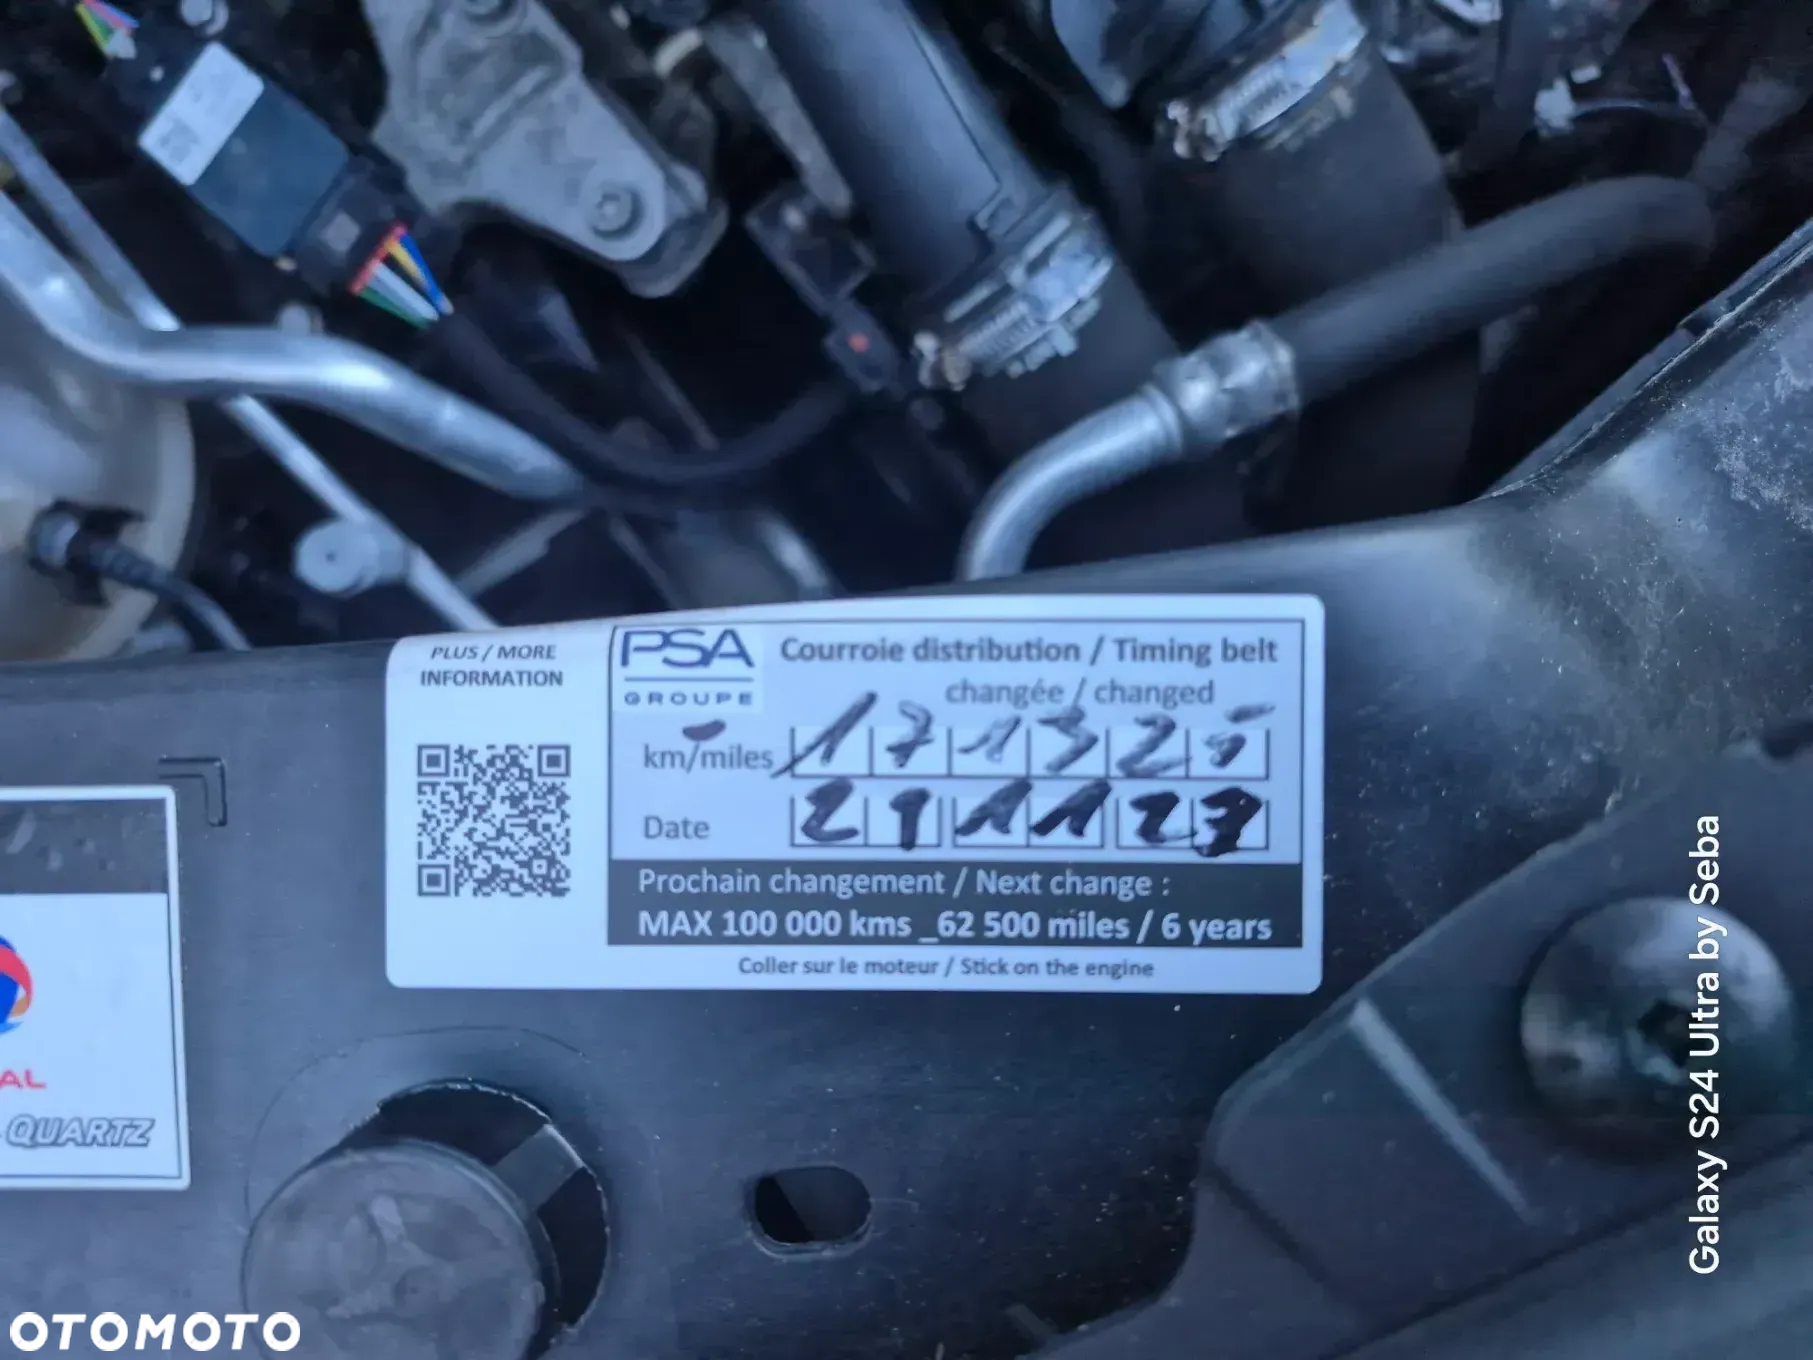 PLUS / MORE
INFORMATION
PSA
GROUPE
Courroie distribution / Timing belt
changée / changed
km/miles 171325
Date 291123
Prochain changement / Next change :
MAX 100 000 kms _62 500 miles / 6 years
Coller sur le moteur / Stick on the engine
AL
QUARTZ
Galaxy S24 Ultra by Seba
OTOMOTO